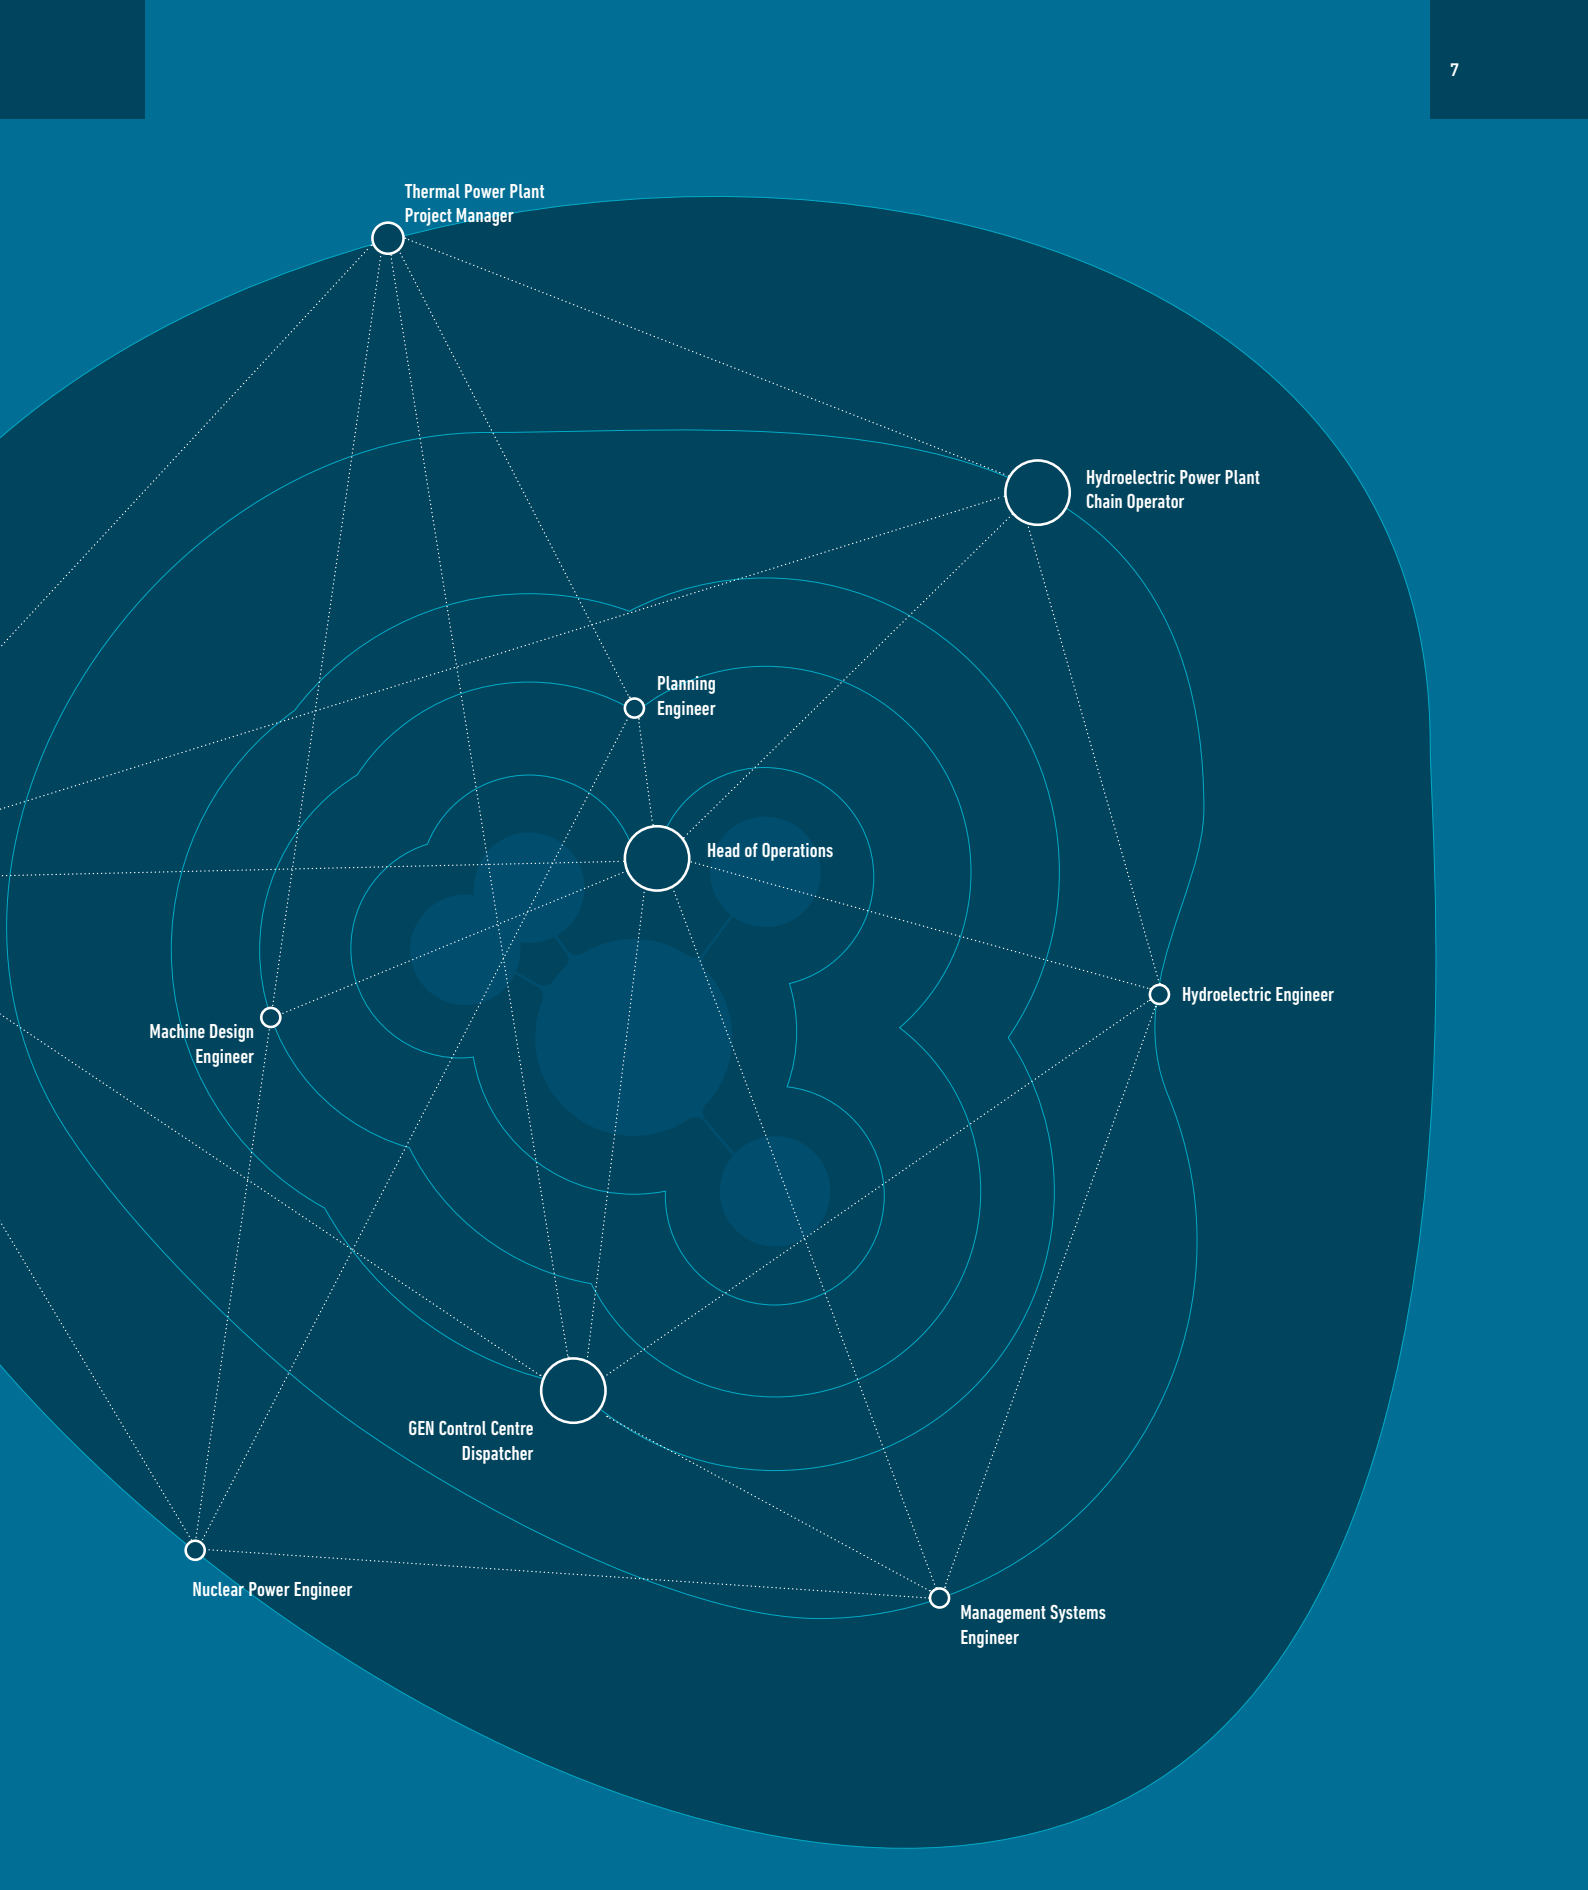 7
Thermal Power Plant
Project Manager
Hydroelectric Power Plant
Chain Operator
Planning
Engineer
Head of Operations
Hydroelectric Engineer
Machine Design
Engineer
GEN Control Centre
Dispatcher
Nuclear Power Engineer
Management Systems
Engineer